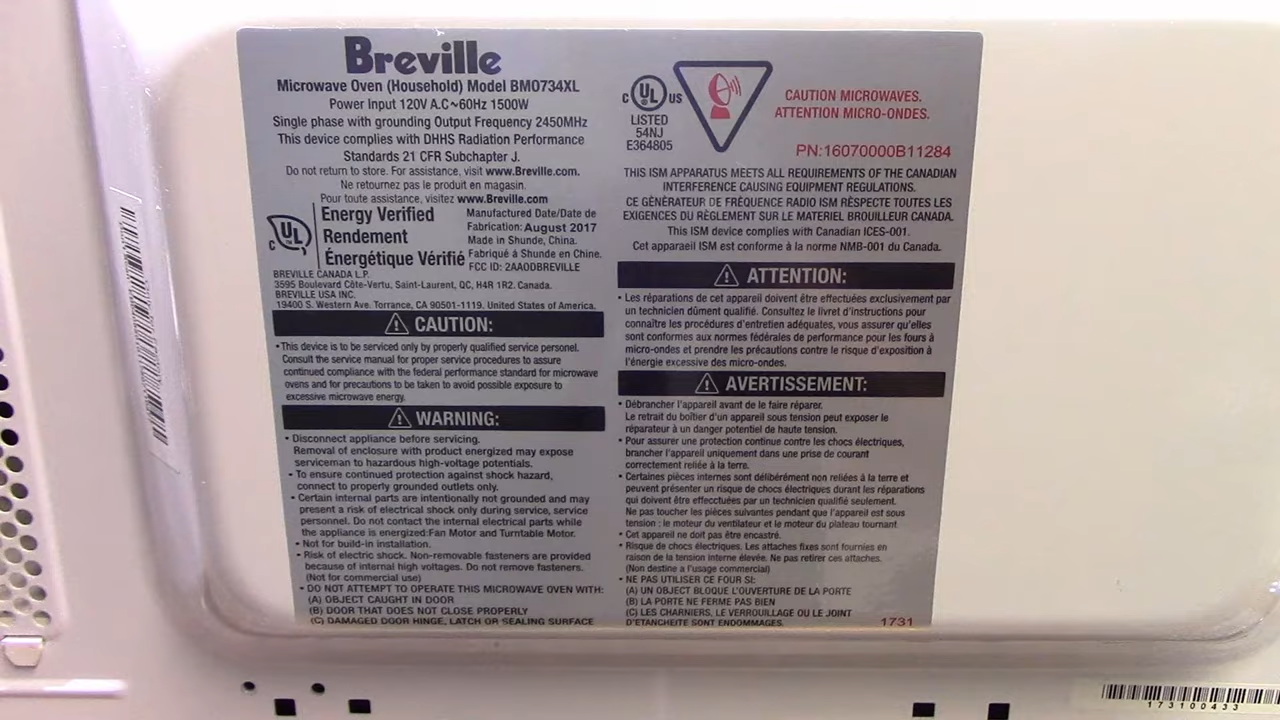 Breville
Microwave Oven (Household) Model BMO734XL
Power Input 120V A.C~60Hz 1500W
Single phase with grounding Output Frequency 2450MHz
This device complies with DHHS Radiation Performance
Standards 21 CFR Subchapter J.
Do not return to store. For assistance, visit www.Breville.com.
Ne retournez pas le produit en magasin.
Pour toute assistance, visitez www.Breville.com
C UL
Energy Verified
Rendement
Énergétique Vérifié
Manufactured Date/Date de
Fabrication: August 2017
Made in Shunde, China.
Fabriqué à Shunde en Chine.
FCC ID: 2AAODBREVILLE
BREVILLE CANADA L.P.
3595 Boulevard Côte-Vertu, Saint-Laurent, QC, H4R 1R2. Canada.
BREVILLE USA INC.
19400 S. Western Ave. Torrance, CA 90501-1119. United States of America.
CAUTION:
• This device is to be serviced only by properly qualified service personel.
Consult the service manual for proper service procedures to assure
continued compliance with the federal performance standard for microwave
ovens and for precautions to be taken to avoid possible exposure to
excessive microwave energy.
WARNING:
• Disconnect appliance before servicing.
Removal of enclosure with product energized may expose
serviceman to hazardous high-voltage potentials.
• To ensure continued protection against shock hazard,
connect to properly grounded outlets only.
• Certain internal parts are intentionally not grounded and may
present a risk of electrical shock only during service, service
personnel. Do not contact the internal electrical parts while
the appliance is energized:Fan Motor and Turntable Motor.
• Not for build-in installation.
• Risk of electric shock. Non-removable fasteners are provided
because of internal high voltages. Do not remove fasteners.
(Not for commercial use)
• DO NOT ATTEMPT TO OPERATE THIS MICROWAVE OVEN WITH:
(A) OBJECT CAUGHT IN DOOR
(B) DOOR THAT DOES NOT CLOSE PROPERLY
(C) DAMAGED DOOR HINGE, LATCH OR SEALING SURFACE
C UL US
LISTED
54NJ
E364805
CAUTION MICROWAVES.
ATTENTION MICRO-ONDES.
PN:16070000B11284
THIS ISM APPARATUS MEETS ALL REQUIREMENTS OF THE CANADIAN
INTERFERENCE CAUSING EQUIPMENT REGULATIONS.
CE GÉNÉRATEUR DE FRÉQUENCE RADIO ISM RÈSPECTE TOUTES LES
EXIGENCES DU RÈGLEMENT SUR LE MATERIEL BROUILLEUR CANADA.
This ISM device complies with Canadian ICES-001.
Cet apparaeil ISM est conforme à la norme NMB-001 du Canada.
ATTENTION:
• Les réparations de cet appareil doivent être effectuées exclusivement par
un technicien dûment qualifié. Consultez le livret d'instructions pour
connaître les procédures d'entretien adéquates, vous assurer qu'elles
sont conformes aux normes fédérales de performance pour les fours à
micro-ondes et prendre les précautions contre le risque d'exposition à
l'énergie excessive des micro-ondes.
AVERTISSEMENT:
• Débrancher l'appareil avant de le faire réparer.
Le retrait du boîtier d'un appareil sous tension peut exposer le
réparateur à un danger potentiel de haute tension.
• Pour assurer une protection continue contre les chocs électriques,
brancher l'appareil uniquement dans une prise de courant
correctement reliée à la terre.
• Certaines pièces internes sont délibérément non reliées à la terre et
peuvent présenter un risque de chocs électriques durant les réparations
qui doivent être effecctuées par un technicien qualifié seulement.
Ne pas toucher les pièces suivantes pendant que l'appareil est sous
tension : le moteur du ventilateur et le moteur du plateau tournant
• Cet appareil ne doit pas être encastré.
• Risque de chocs électriques. Les attaches fixes sont fournies en
raison de la tension interne élevée. Ne pas retirer ces attaches.
(Non destine a l'usage commercial)
• NE PAS UTILISER CE FOUR SI:
(A) UN OBJECT BLOQUE L'OUVERTURE DE LA PORTE
(B) LA PORTE NE FERME PAS BIEN
(C) LES CHARNIERS, LE VERROUILLAGE OU LE JOINT
D'ETANCHEITE SONT ENDOMMAGES.
1731
173100433